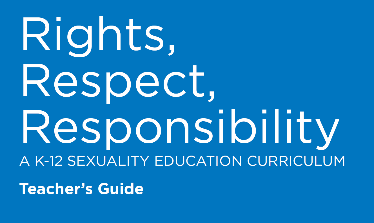 Rights,
Respect,
Responsibility
A K-12 SEXUALITY EDUCATION CURRICULUM
Teacher's Guide